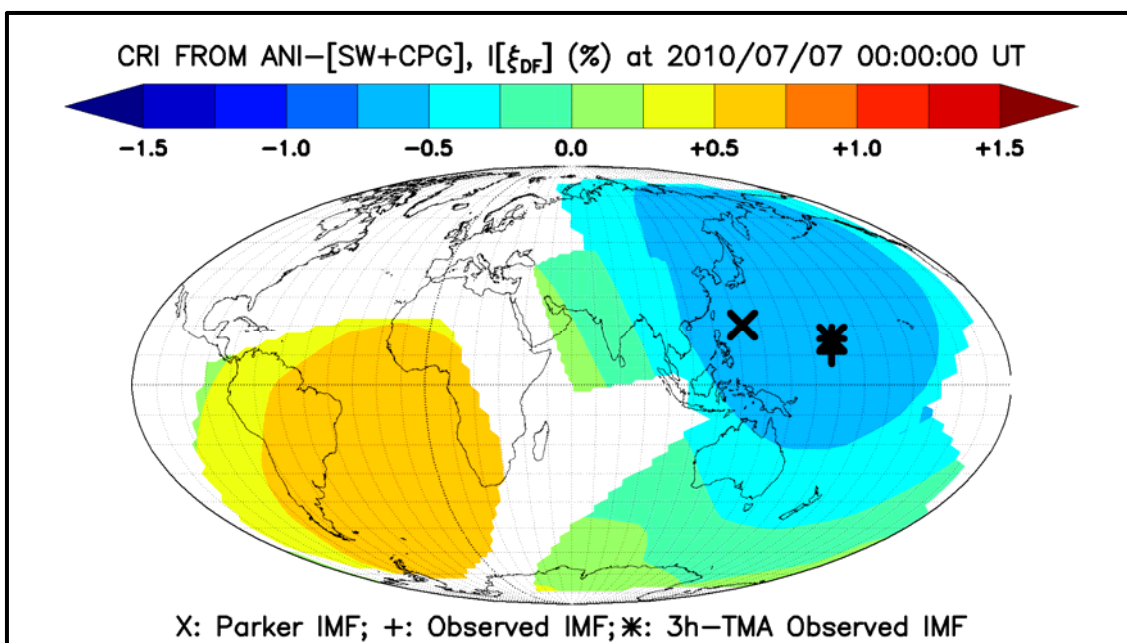 CRI FROM ANI-[SW+CPG], I[ξDF] (%) at 2010/07/07 00:00:00 UT
-1.5 -1.0 -0.5 0.0 +0.5 +1.0 +1.5
X: Parker IMF; +: Observed IMF; ✱: 3h-TMA Observed IMF